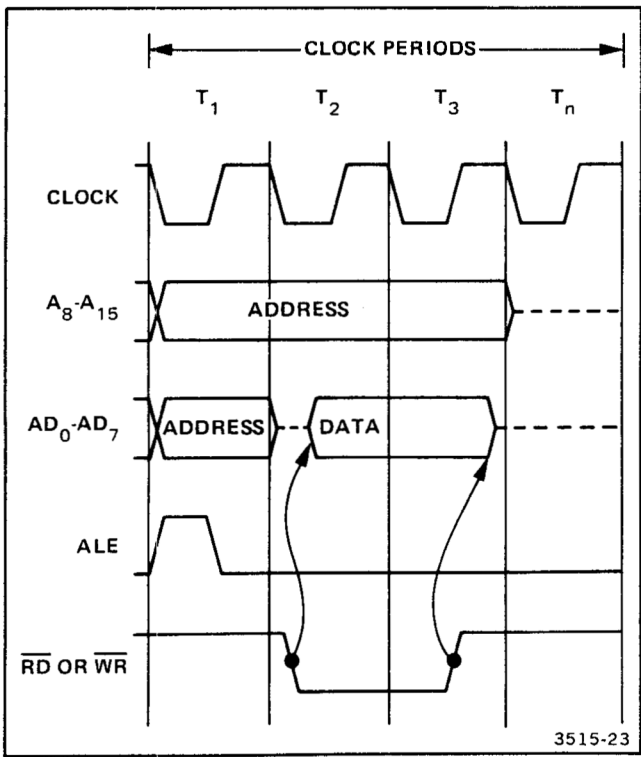 CLOCK PERIODS
T1 T2 T3 Tn
CLOCK
A8-A15 ADDRESS
AD0-AD7 ADDRESS DATA
ALE
RD OR WR
3515-23